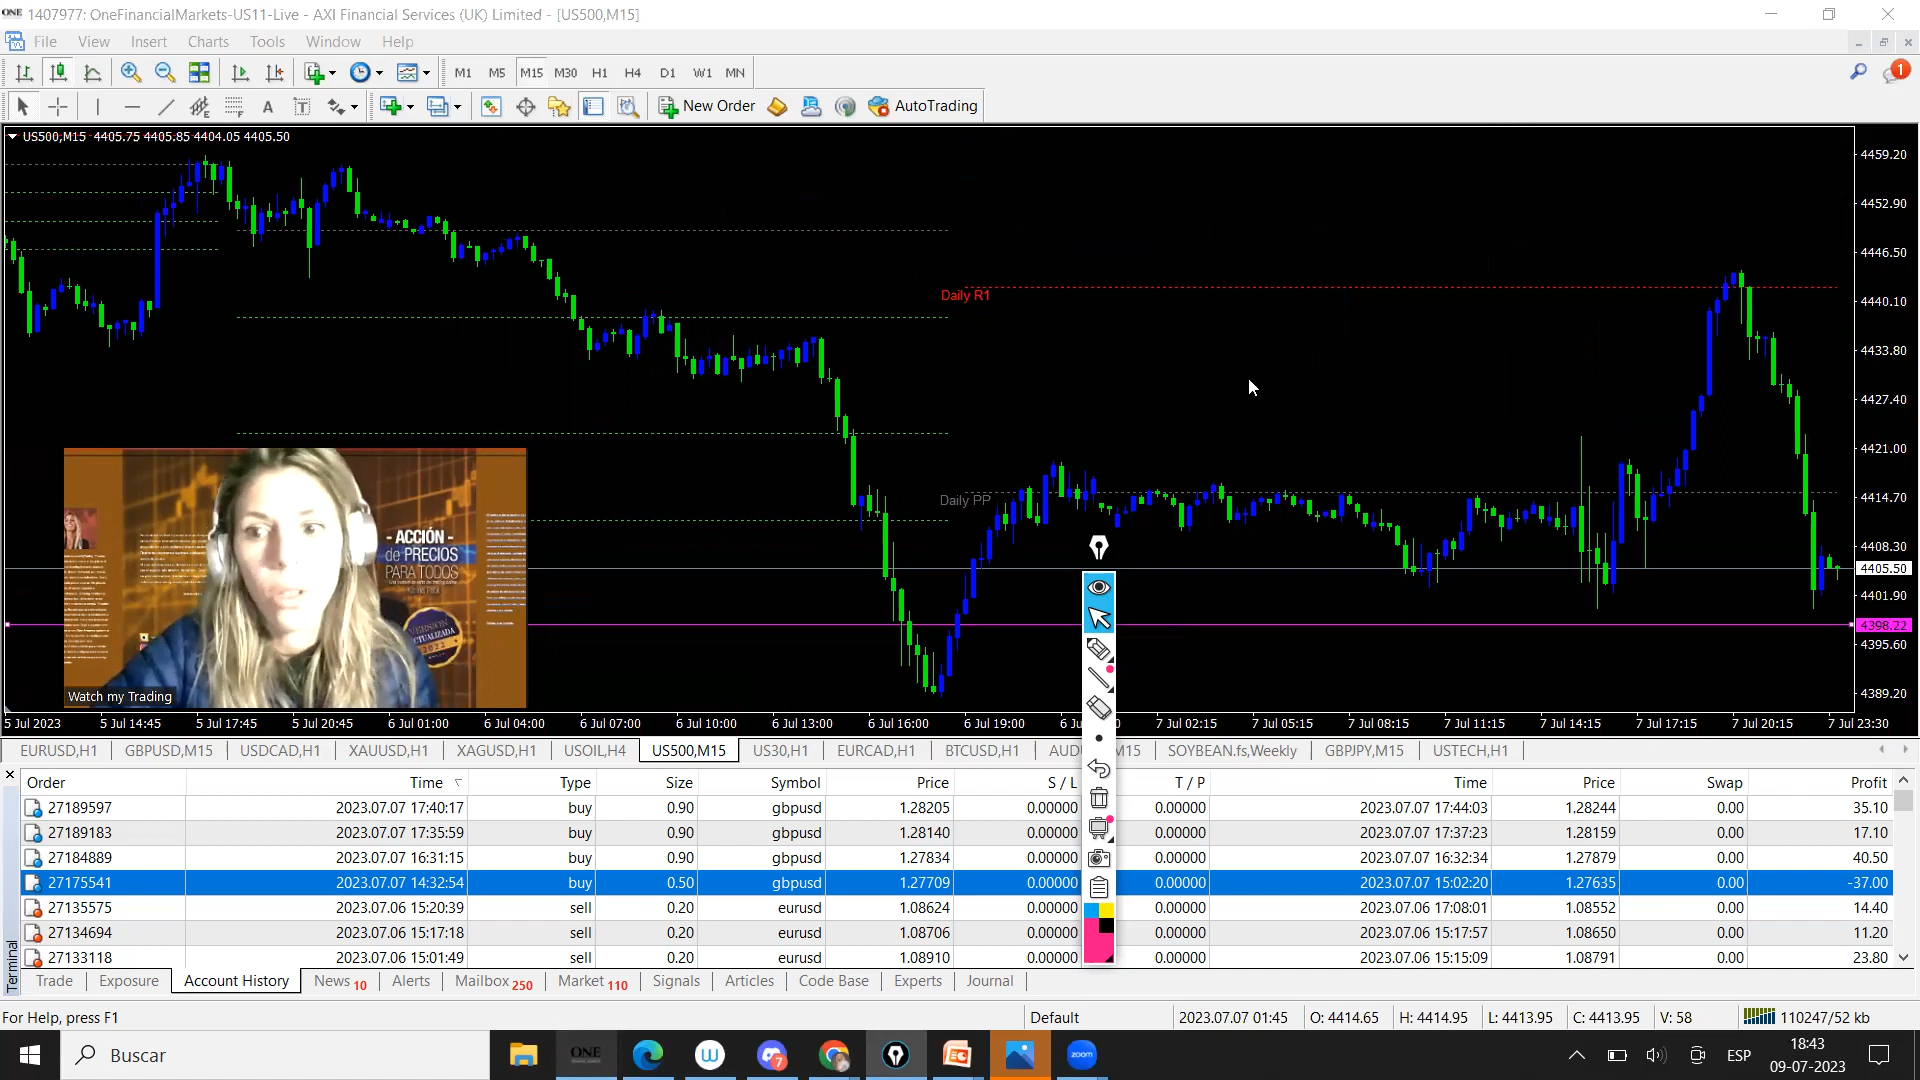 ONE 1407977: OneFinancialMarkets-US11-Live - AXI Financial Services (UK) Limited - [US500,M15]
File View Insert Charts Tools Window Help
M1 M5 M15 M30 H1 H4 D1 W1 MN
1
A T New Order AutoTrading
US500,M15 4405.75 4405.85 4404.05 4405.50
4459.20
4452.90
4446.50
4440.10
4433.80
4427.40
4421.00
4414.70
4408.30
4405.50
4401.90
4398.22
4395.60
4389.20
Daily R1
Daily PP
- ACCIÓN -
de PRECIOS
PARA TODOS
VERSIÓN
ACTUALIZADA
2022
Watch my Trading
5 Jul 2023 5 Jul 14:45 5 Jul 17:45 5 Jul 20:45 6 Jul 01:00 6 Jul 04:00 6 Jul 07:00 6 Jul 10:00 6 Jul 13:00 6 Jul 16:00 6 Jul 19:00 7 Jul 02:15 7 Jul 05:15 7 Jul 08:15 7 Jul 11:15 7 Jul 14:15 7 Jul 17:15 7 Jul 20:15 7 Jul 23:30
EURUSD,H1 GBPUSD,M15 USDCAD,H1 XAUUSD,H1 XAGUSD,H1 USOIL,H4 US500,M15 US30,H1 EURCAD,H1 BTCUSD,H1 AUDU M15 SOYBEAN.fs,Weekly GBPJPY,M15 USTECH,H1
Order Time Type Size Symbol Price S / L T / P Time Price Swap Profit
27189597 2023.07.07 17:40:17 buy 0.90 gbpusd 1.28205 0.00000 0.00000 2023.07.07 17:44:03 1.28244 0.00 35.10
27189183 2023.07.07 17:35:59 buy 0.90 gbpusd 1.28140 0.00000 0.00000 2023.07.07 17:37:23 1.28159 0.00 17.10
27184889 2023.07.07 16:31:15 buy 0.90 gbpusd 1.27834 0.00000 0.00000 2023.07.07 16:32:34 1.27879 0.00 40.50
27175541 2023.07.07 14:32:54 buy 0.50 gbpusd 1.27709 0.00000 0.00000 2023.07.07 15:02:20 1.27635 0.00 -37.00
27135575 2023.07.06 15:20:39 sell 0.20 eurusd 1.08624 0.00000 0.00000 2023.07.06 17:08:01 1.08552 0.00 14.40
27134694 2023.07.06 15:17:18 sell 0.20 eurusd 1.08706 0.00000 0.00000 2023.07.06 15:17:57 1.08650 0.00 11.20
27133118 2023.07.06 15:01:49 sell 0.20 eurusd 1.08910 0.00000 0.00000 2023.07.06 15:15:09 1.08791 0.00 23.80
Terminal
Trade Exposure Account History News 10 Alerts Mailbox 250 Market 110 Signals Articles Code Base Experts Journal
For Help, press F1 Default 2023.07.07 01:45 O: 4414.65 H: 4414.95 L: 4413.95 C: 4413.95 V: 58 110247/52 kb
Buscar ONE W 7 zoom ESP 18:43
09-07-2023